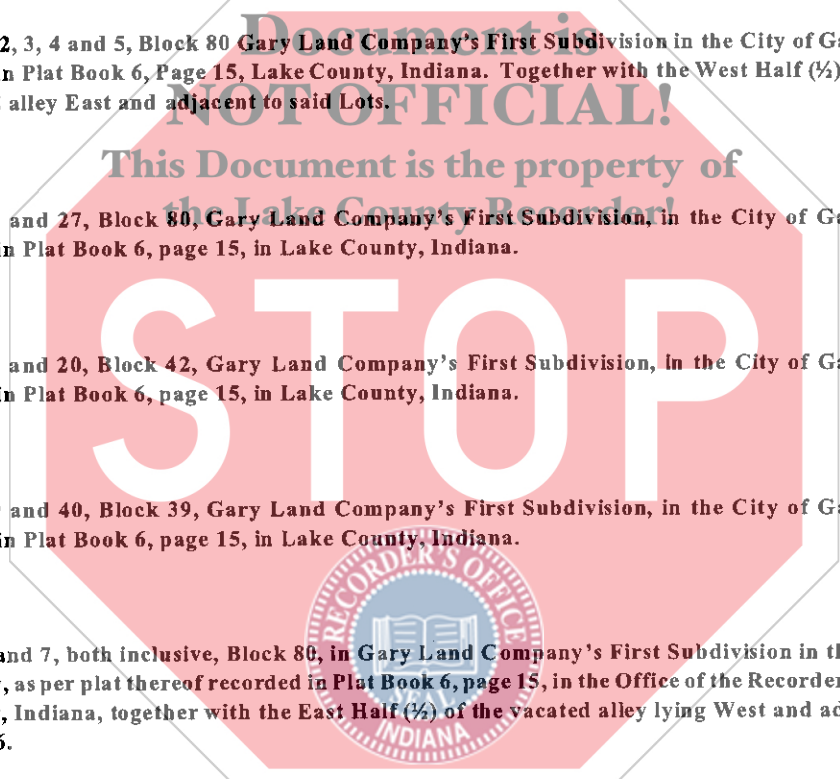 Document is
2, 3, 4 and 5, Block 80 Gary Land Company's First Subdivision in the City of
n Plat Book 6, Page 15, Lake County, Indiana. Together with the West Half (½)
alley East and adjacent to said Lots.
NOT OFFICIAL!
This Document is the property of
the Lake County Recorder!
and 27, Block 80, Gary Land Company's First Subdivision, in the City of
in Plat Book 6, page 15, in Lake County, Indiana.
STOP
and 20, Block 42, Gary Land Company's First Subdivision, in the City of
in Plat Book 6, page 15, in Lake County, Indiana.
and 40, Block 39, Gary Land Company's First Subdivision, in the City of
in Plat Book 6, page 15, in Lake County, Indiana.
RECORDER'S OFFICE
SEAL
INDIANA
and 7, both inclusive, Block 80, in Gary Land Company's First Subdivision in
, as per plat thereof recorded in Plat Book 6, page 15, in the Office of the Recorder
, Indiana, together with the East Half (½) of the vacated alley lying West and
6.